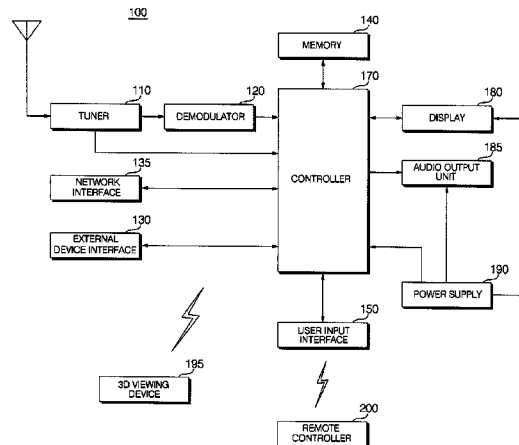 100
140
MEMORY
110
120
170
180
TUNER
DEMODULATOR
DISPLAY
135
185
NETWORK
INTERFACE
CONTROLLER
AUDIO OUTPUT
UNIT
130
EXTERNAL
DEVICE INTERFACE
190
POWER SUPPLY
150
USER INPUT
INTERFACE
195
3D VIEWING
DEVICE
200
REMOTE
CONTROLLER